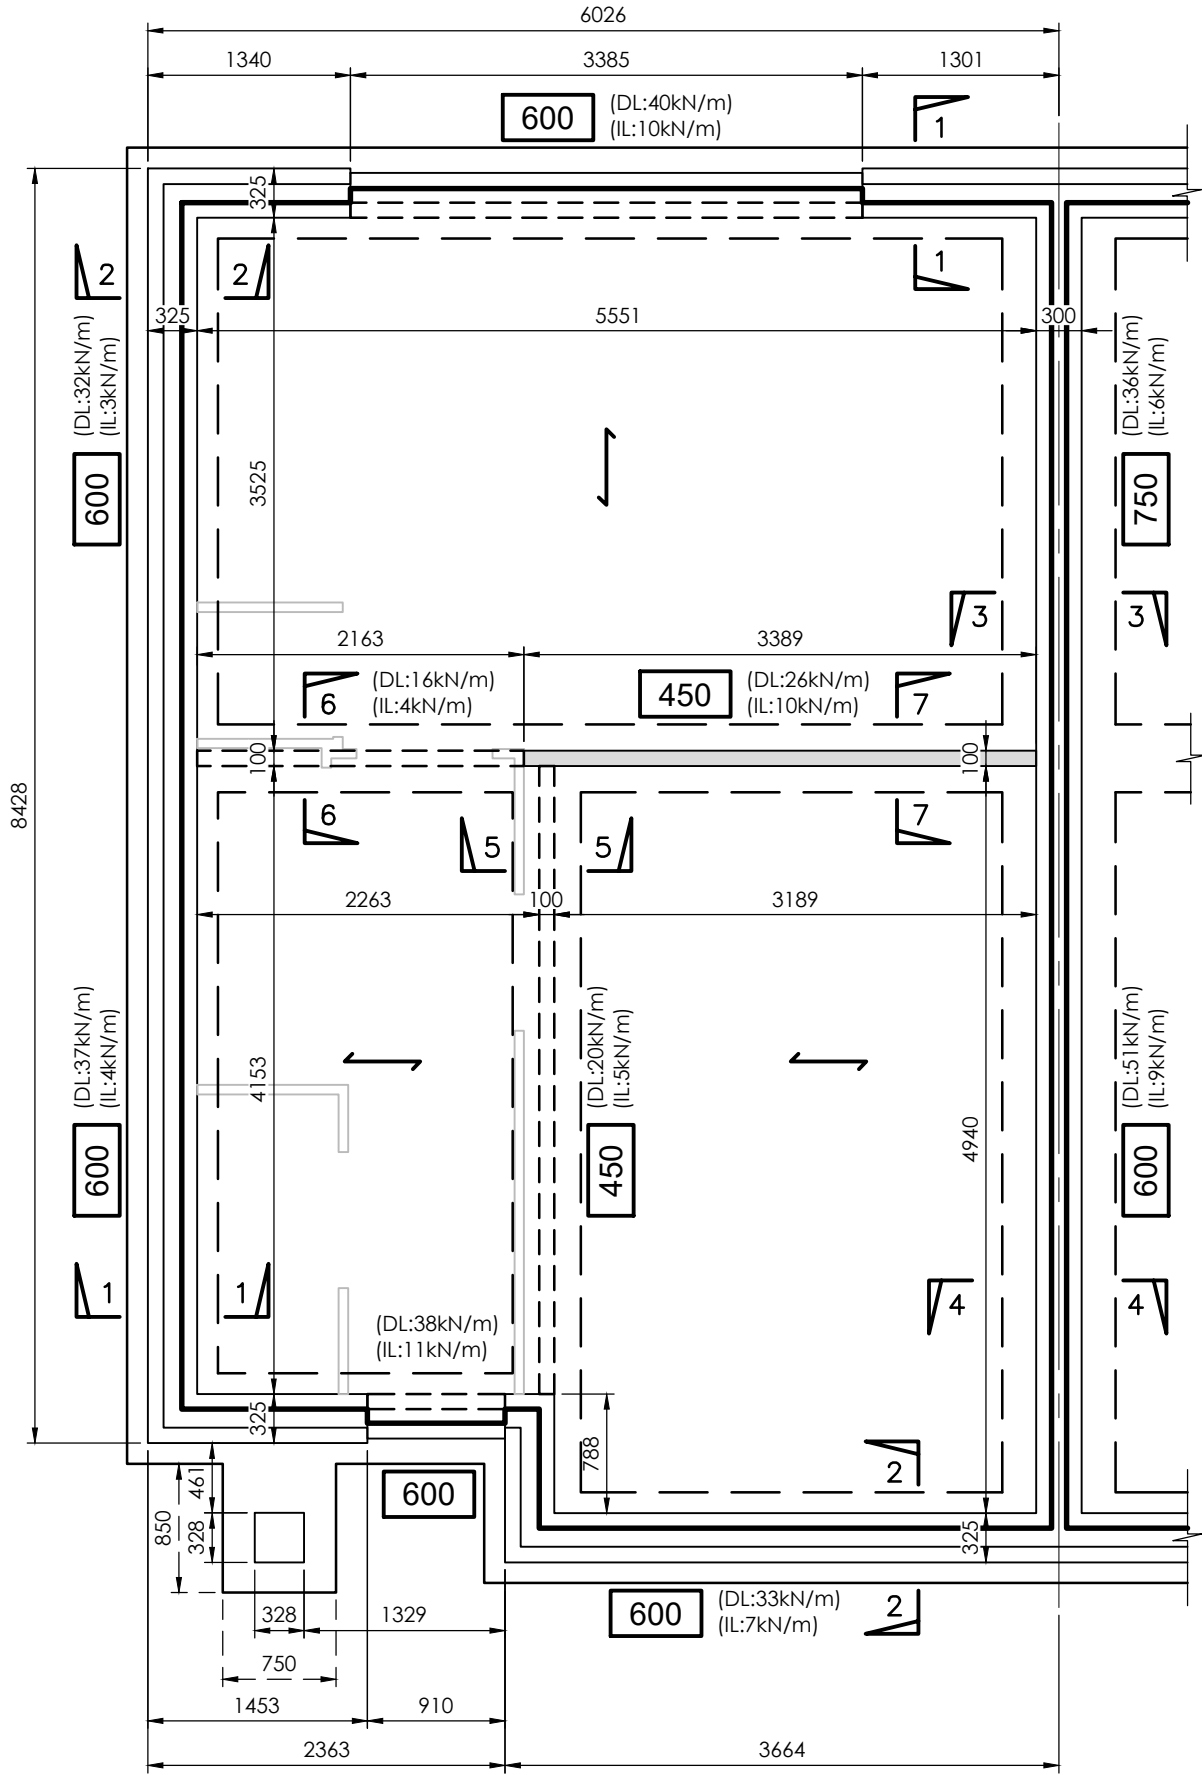 6026
1340
3385
1301
600
(DL:40kN/m)
(IL:10kN/m)
1
325
2
2
1
325
5551
300
(DL:32kN/m)
(IL:3kN/m)
(DL:36kN/m)
(IL:6kN/m)
600
3525
750
3
3
2163
3389
6
(DL:16kN/m)
(IL:4kN/m)
450
(DL:26kN/m)
(IL:10kN/m)
7
100
100
8428
6
5
5
7
2263
100
3189
(DL:37kN/m)
(IL:4kN/m)
4153
(DL:20kN/m)
(IL:5kN/m)
(DL:51kN/m)
(IL:9kN/m)
4940
600
450
600
1
1
4
4
(DL:38kN/m)
(IL:11kN/m)
325
788
461
2
600
850
328
325
600
(DL:33kN/m)
(IL:7kN/m)
2
328
1329
750
1453
910
2363
3664